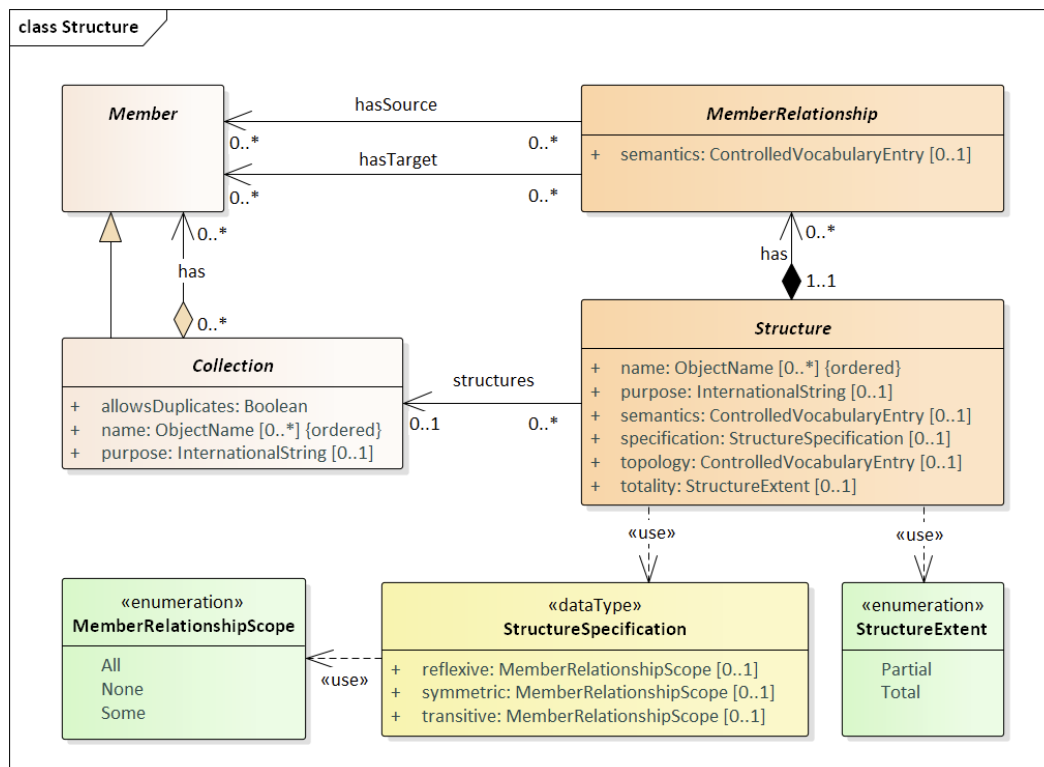 class Structure
Member
hasSource
0..*
0..*
hasTarget
0..*
0..*
MemberRelationship
+ semantics: ControlledVocabularyEntry [0..1]
0..*
has
0..*
0..*
has
1..1
Collection
+ allowsDuplicates: Boolean
+ name: ObjectName [0..*] {ordered}
+ purpose: InternationalString [0..1]
structures
0..1
0..*
Structure
+ name: ObjectName [0..*] {ordered}
+ purpose: InternationalString [0..1]
+ semantics: ControlledVocabularyEntry [0..1]
+ specification: StructureSpecification [0..1]
+ topology: ControlledVocabularyEntry [0..1]
+ totality: StructureExtent [0..1]
«use»
«use»
«enumeration»
MemberRelationshipScope
All
None
Some
«use»
«dataType»
StructureSpecification
+ reflexive: MemberRelationshipScope [0..1]
+ symmetric: MemberRelationshipScope [0..1]
+ transitive: MemberRelationshipScope [0..1]
«enumeration»
StructureExtent
Partial
Total